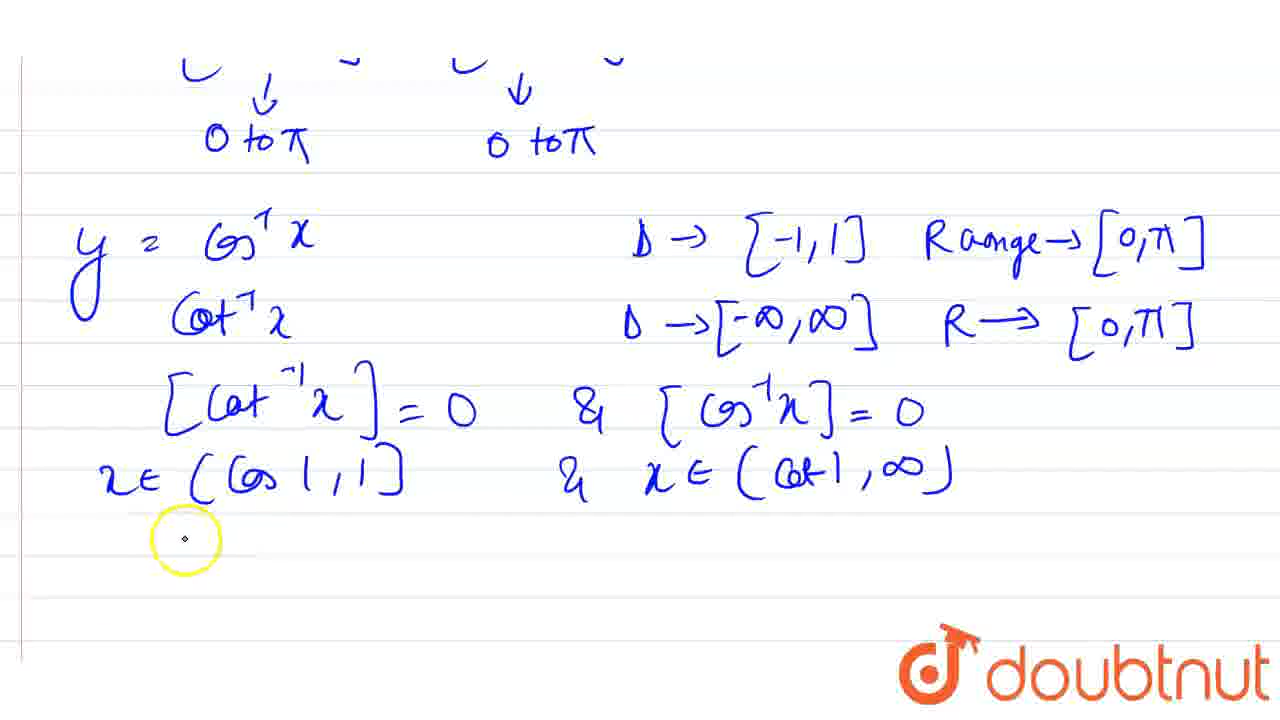 0 to π 0 to π
y = cos⁻¹ x D → [-1, 1] Range → [0, π]
Cot⁻¹ x D → [-∞, ∞] R → [0, π]
[Cot⁻¹ x] = 0 & [cos⁻¹ x] = 0
x ∈ (Cos 1, 1] & x ∈ (Cot 1, ∞)
doubtnut